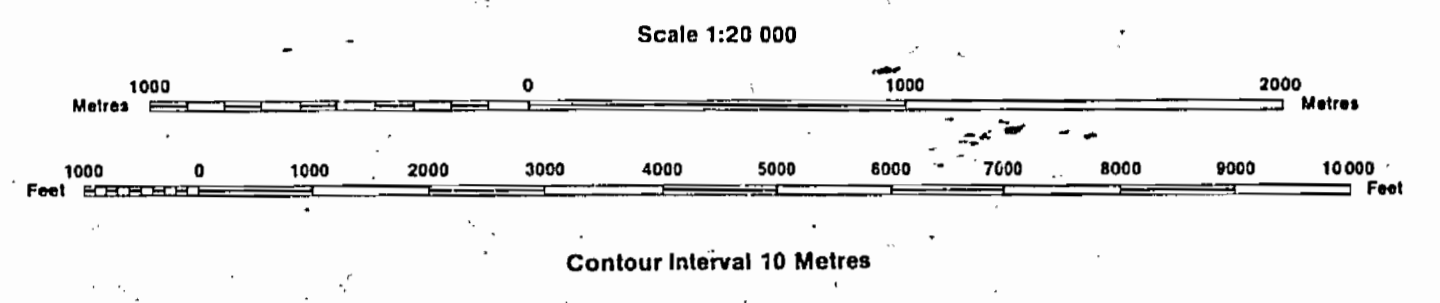 Scale 1:20 000
1000 0 1000 2000
Metres Metres
1000 0 1000 2000 3000 4000 5000 6000 7000 8000 9000 10 000
Feet Feet
Contour Interval 10 Metres